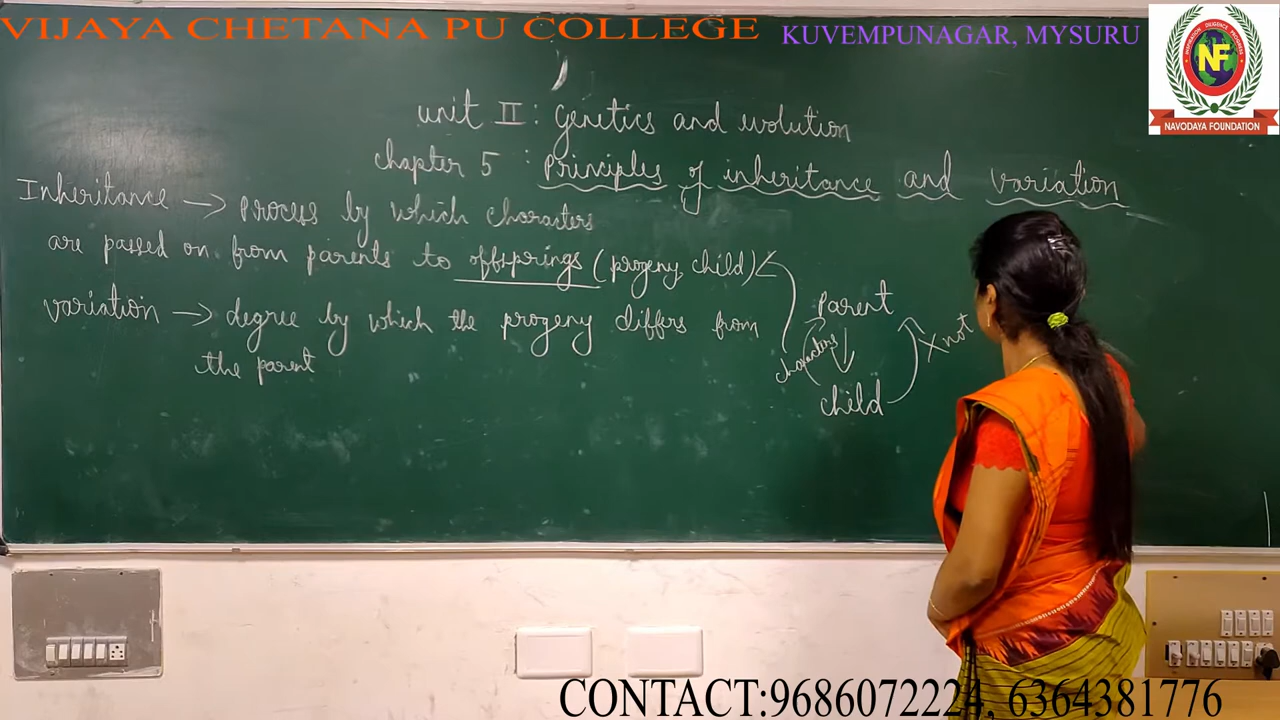 VIJAYA CHETANA PU COLLEGE KUVEMPUNAGAR, MYSURU
NF
NAVODAYA FOUNDATION
unit II : Genetics and evolution
chapter 5 : Principles of inheritance and variation
Inheritance → Process by which characters
are passed on from parents to offsprings (progeny, child)
variation → degree by which the progeny differs from
the parent
parent
characters
child
X not
CONTACT:9686072224, 6364381776